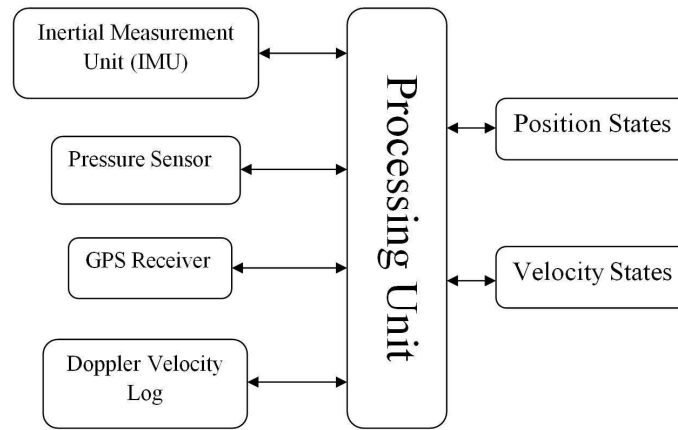 Inertial Measurement
Unit (IMU)
Pressure Sensor
GPS Receiver
Doppler Velocity
Log
Processing Unit
Position States
Velocity States